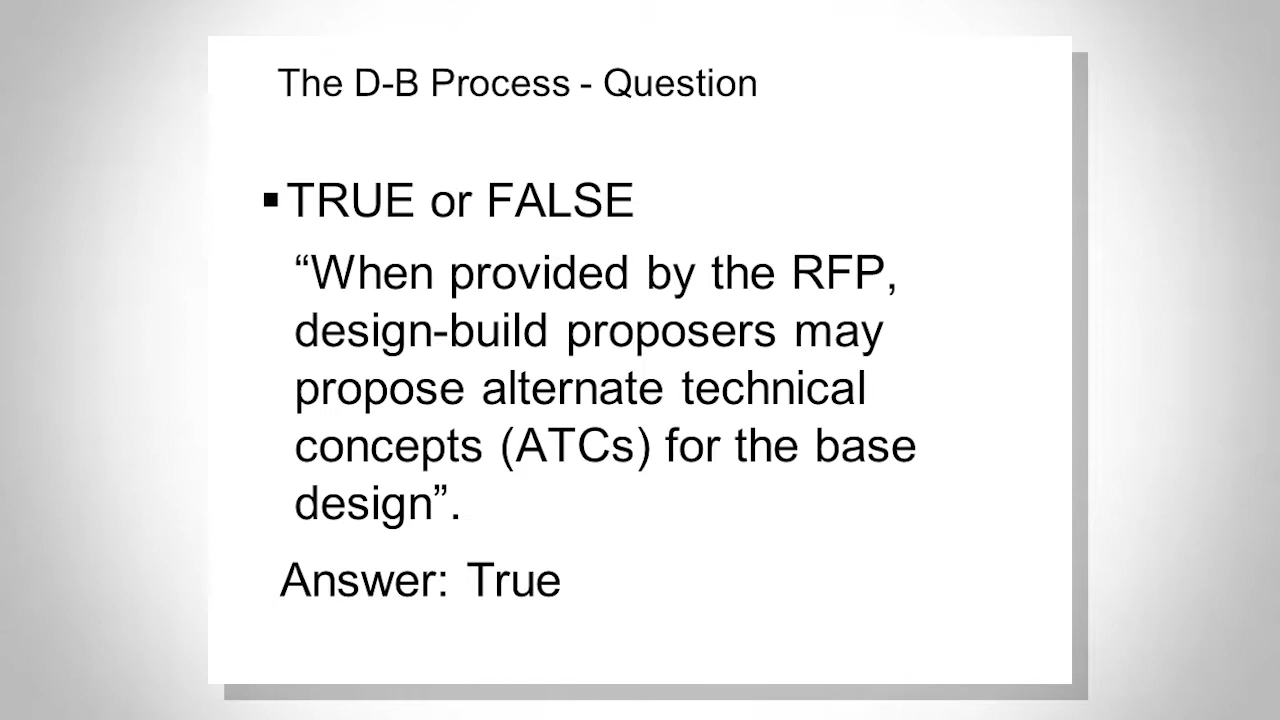 The D-B Process - Question
▪TRUE or FALSE
“When provided by the RFP,
design-build proposers may
propose alternate technical
concepts (ATCs) for the base
design”.
Answer: True